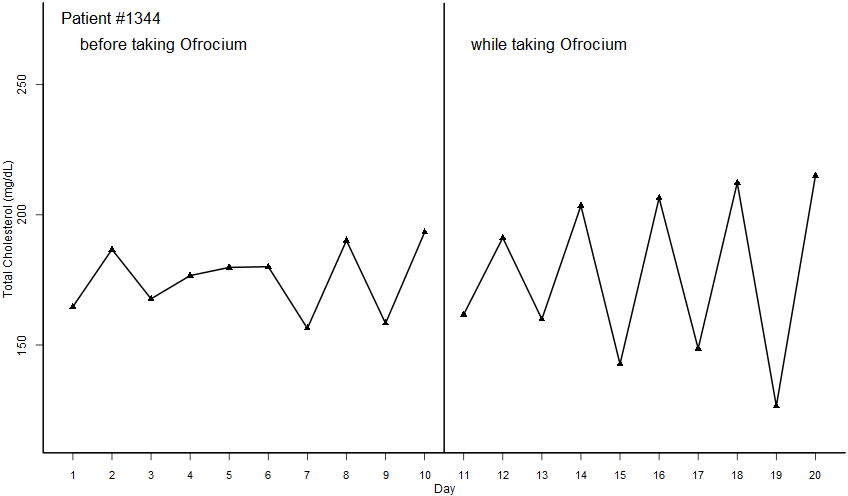 Patient #1344
before taking Ofrocium
while taking Ofrocium
Total Cholesterol (mg/dL)
250
200
150
1 2 3 4 5 6 7 8 9 10 11 12 13 14 15 16 17 18 19 20
Day